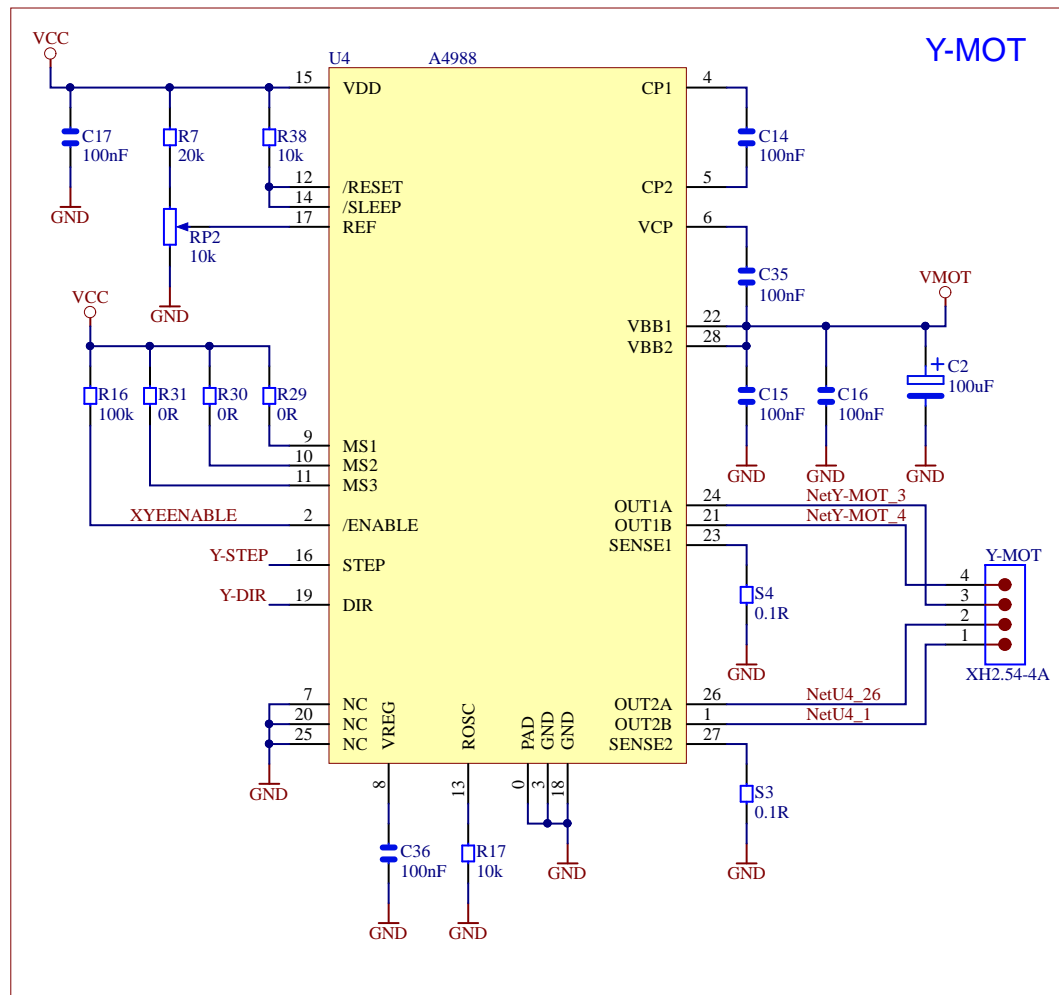 Y-MOT
VCC
U4
A4988
15
VDD
CP1
4
C17
100nF
R7
20k
R38
10k
C14
100nF
12
/RESET
14
/SLEEP
17
REF
CP2
5
VCP
6
GND
RP2
10k
GND
C35
100nF
VMOT
VCC
VBB1
22
VBB2
28
R16
100k
R31
0R
R30
0R
R29
0R
C15
100nF
C16
100nF
+
C2
100uF
9
MS1
10
MS2
11
MS3
GND
GND
GND
XYEENABLE
2
/ENABLE
Y-STEP
16
STEP
Y-DIR
19
DIR
OUT1A
24
NetY-MOT_3
OUT1B
21
NetY-MOT_4
SENSE1
23
S4
0.1R
GND
Y-MOT
4
3
2
1
XH2.54-4A
7
NC
20
NC
25
NC
GND
VREG
8
ROSC
13
PAD
0
GND
3
GND
18
OUT2A
26
NetU4_26
OUT2B
1
NetU4_1
SENSE2
27
S3
0.1R
GND
C36
100nF
GND
R17
10k
GND
GND